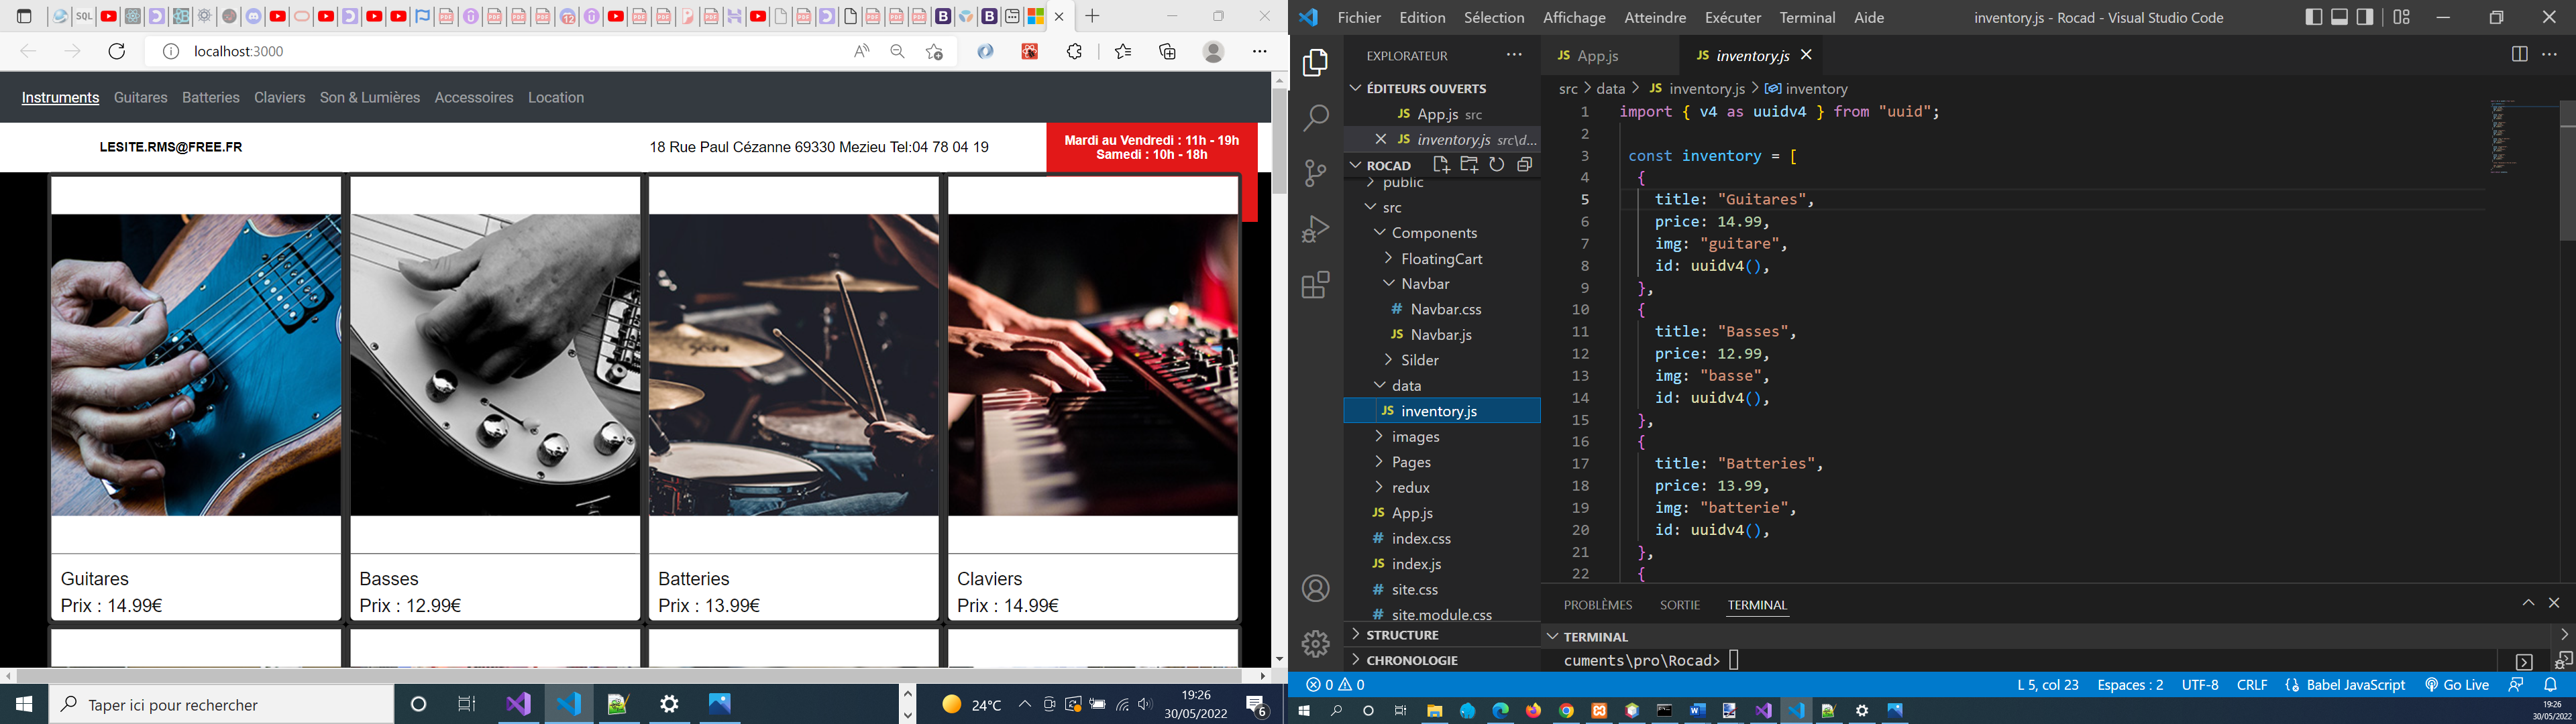 localhost:3000
Instruments Guitares Batteries Claviers Son & Lumières Accessoires Location
LESITE.RMS@FREE.FR
18 Rue Paul Cézanne 69330 Mezieu Tel:04 78 04 19
Mardi au Vendredi : 11h - 19h
Samedi : 10h - 18h
Guitares
Prix : 14.99€
Basses
Prix : 12.99€
Batteries
Prix : 13.99€
Claviers
Prix : 14.99€
Taper ici pour rechercher
24°C
19:26
30/05/2022
6
Fichier Edition Sélection Affichage Atteindre Exécuter Terminal Aide
inventory.js - Rocad - Visual Studio Code
EXPLORATEUR
ÉDITEURS OUVERTS
JS App.js src
JS inventory.js src\d...
ROCAD
public
src
Components
FloatingCart
Navbar
# Navbar.css
JS Navbar.js
Silder
data
JS inventory.js
images
Pages
redux
JS App.js
# index.css
JS index.js
# site.css
# site.module.css
STRUCTURE
CHRONOLOGIE
JS App.js
JS inventory.js
src > data > JS inventory.js > inventory
1 import { v4 as uuidv4 } from "uuid";
2
3 const inventory = [
4 {
5 title: "Guitares",
6 price: 14.99,
7 img: "guitare",
8 id: uuidv4(),
9 },
10 {
11 title: "Basses",
12 price: 12.99,
13 img: "basse",
14 id: uuidv4(),
15 },
16 {
17 title: "Batteries",
18 price: 13.99,
19 img: "batterie",
20 id: uuidv4(),
21 },
22 {
PROBLÈMES SORTIE TERMINAL
TERMINAL
cuments\pro\Rocad>
0 0
L 5, col 23 Espaces : 2 UTF-8 CRLF Babel JavaScript Go Live
19:26
30/05/2022